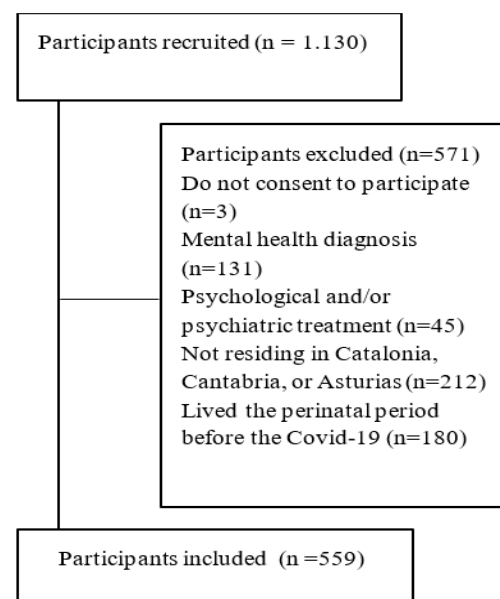 Participants recruited (n = 1.130)
Participants excluded (n=571)
Do not consent to participate
(n=3)
Mental health diagnosis
(n=131)
Psychological and/or
psychiatric treatment (n=45)
Not residing in Catalonia,
Cantabria, or Asturias (n=212)
Lived the perinatal period
before the Covid-19 (n=180)
Participants included (n =559)